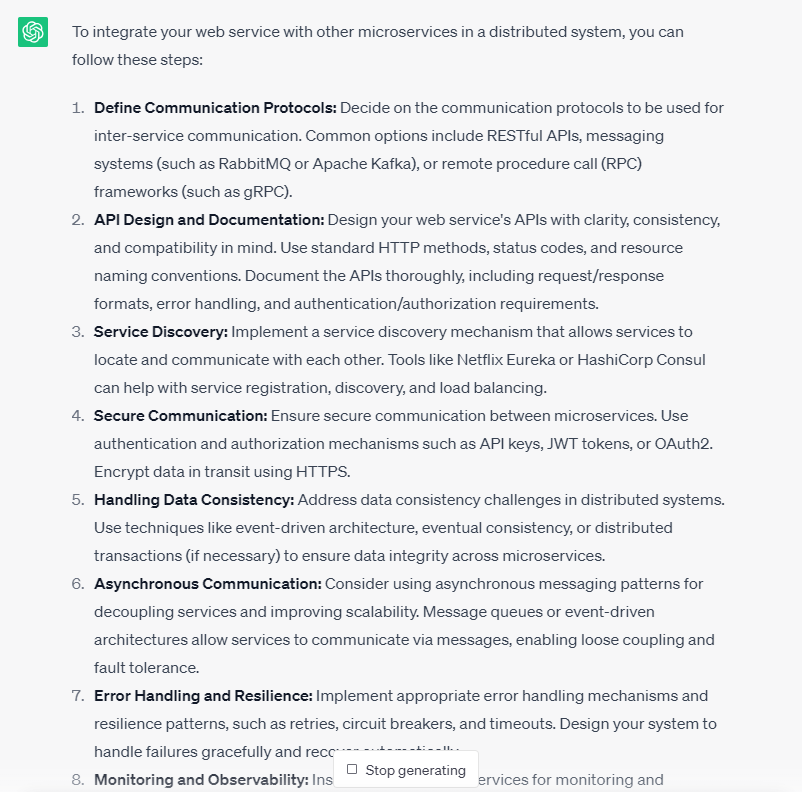 To integrate your web service with other microservices in a distributed system, you can
follow these steps:
1. Define Communication Protocols: Decide on the communication protocols to be used for
inter-service communication. Common options include RESTful APIs, messaging
systems (such as RabbitMQ or Apache Kafka), or remote procedure call (RPC)
frameworks (such as gRPC).
2. API Design and Documentation: Design your web service's APIs with clarity, consistency,
and compatibility in mind. Use standard HTTP methods, status codes, and resource
naming conventions. Document the APIs thoroughly, including request/response
formats, error handling, and authentication/authorization requirements.
3. Service Discovery: Implement a service discovery mechanism that allows services to
locate and communicate with each other. Tools like Netflix Eureka or HashiCorp Consul
can help with service registration, discovery, and load balancing.
4. Secure Communication: Ensure secure communication between microservices. Use
authentication and authorization mechanisms such as API keys, JWT tokens, or OAuth2.
Encrypt data in transit using HTTPS.
5. Handling Data Consistency: Address data consistency challenges in distributed systems.
Use techniques like event-driven architecture, eventual consistency, or distributed
transactions (if necessary) to ensure data integrity across microservices.
6. Asynchronous Communication: Consider using asynchronous messaging patterns for
decoupling services and improving scalability. Message queues or event-driven
architectures allow services to communicate via messages, enabling loose coupling and
fault tolerance.
7. Error Handling and Resilience: Implement appropriate error handling mechanisms and
resilience patterns, such as retries, circuit breakers, and timeouts. Design your system to
handle failures gracefully and recover automatically.
Stop generating
8. Monitoring and Observability: Ins ervices for monitoring and